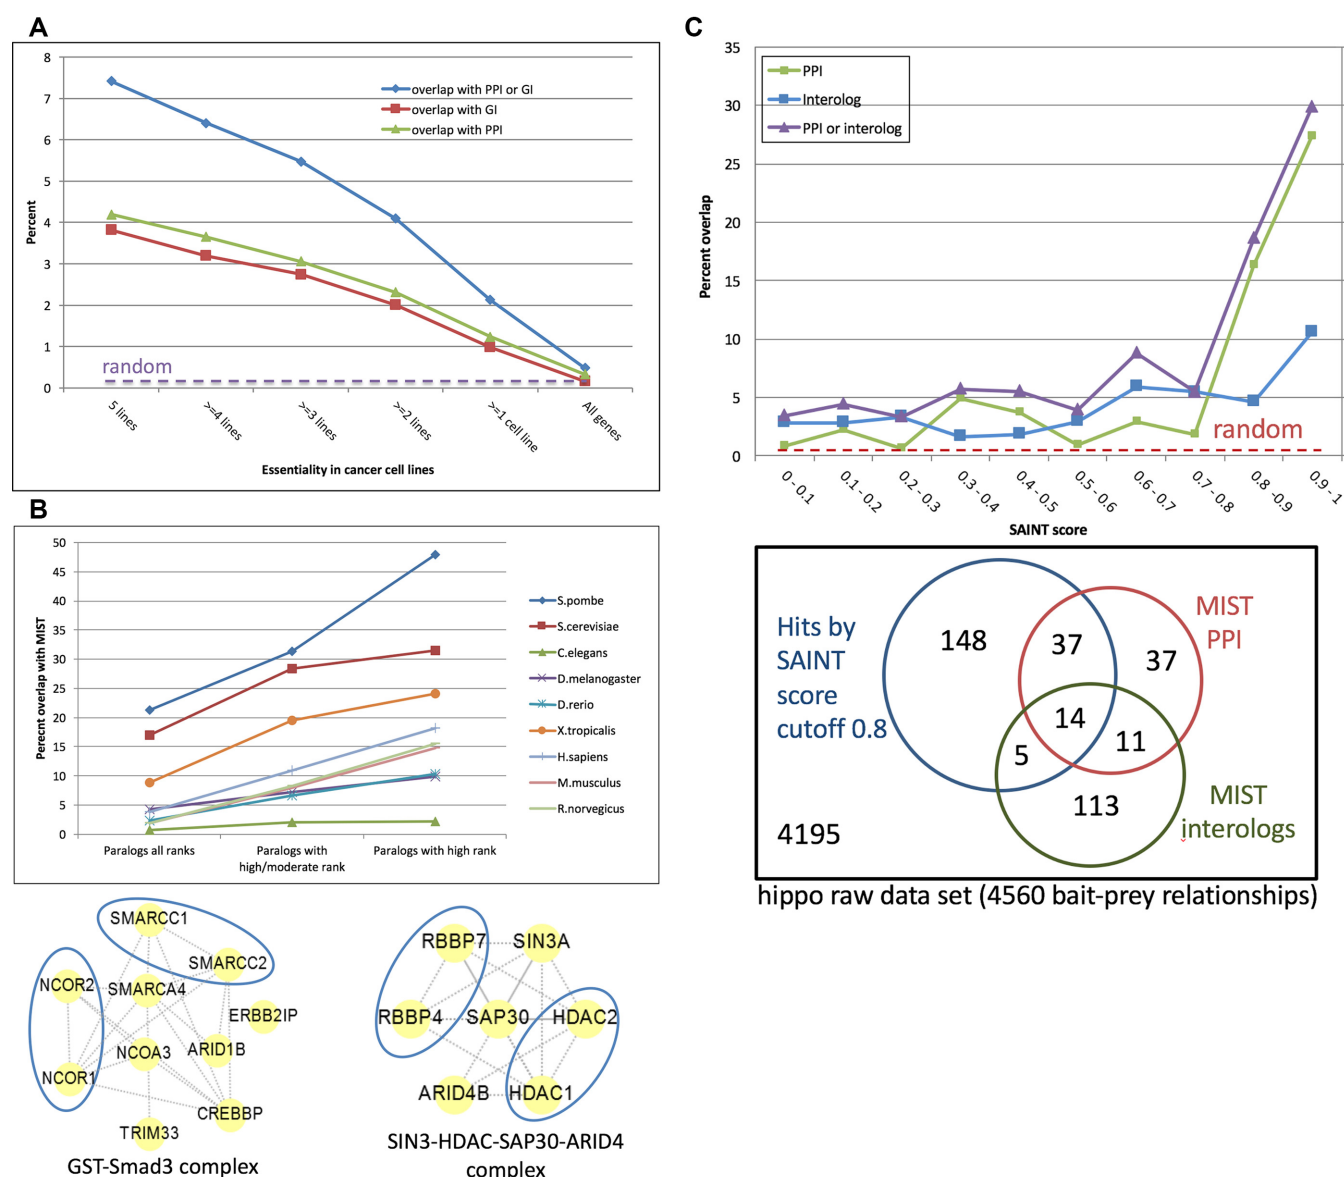 A
8
7
6
5
4
3
2
1
0
Percent
overlap with PPI or GI
overlap with GI
overlap with PPI
random
5 lines
>=4 lines
>=3 lines
>=2 lines
>=1 cell line
All genes
Essentiality in cancer cell lines
B
50
45
40
35
30
25
20
15
10
5
0
Perecnt overlap with MIST
S.pombe
S.cerevisiae
C.elegans
D.melanogaster
D.rerio
X.tropicalis
H.sapiens
M.musculus
R.norvegicus
Paralogs all ranks
Paralogs with
high/moderate rank
Paralogs with high rank
SMARCC1
SMARCC2
NCOR2
SMARCA4
ERBB2IP
NCOA3
ARID1B
NCOR1
CREBBP
TRIM33
GST-Smad3 complex
RBBP7
SIN3A
RBBP4
SAP30
HDAC2
ARID4B
HDAC1
SIN3-HDAC-SAP30-ARID4
complex
C
35
30
25
20
15
10
5
0
Percent overlap
PPI
Interolog
PPI or interolog
random
0 - 0.1
0.1 - 0.2
0.2 - 0.3
0.3 - 0.4
0.4 - 0.5
0.5 - 0.6
0.6 - 0.7
0.7 - 0.8
0.8 - 0.9
0.9 - 1
SAINT score
Hits by
SAINT
score
cutoff 0.8
MIST
PPI
MIST
interologs
148
37
37
14
5
11
113
4195
hippo raw data set (4560 bait-prey relationships)